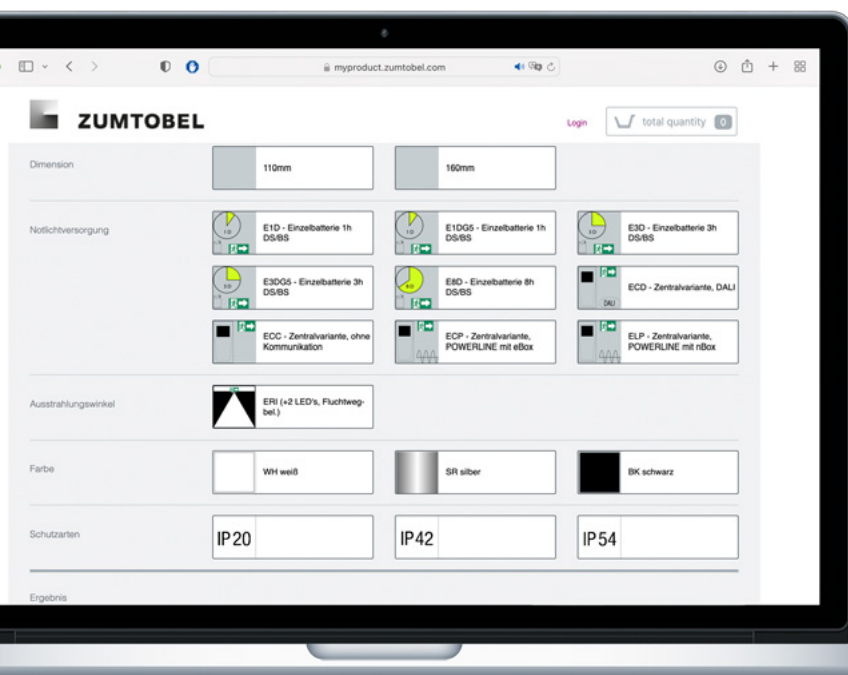 myproduct.zumtobel.com
ZUMTOBEL
Login
total quantity 0
Dimension
110mm
160mm
Notlichtversorgung
E1D - Einzelbatterie 1h
DS/BS
E1DG5 - Einzelbatterie 1h
DS/BS
E3D - Einzelbatterie 3h
DS/BS
E3DG5 - Einzelbatterie 3h
DS/BS
E8D - Einzelbatterie 8h
DS/BS
DALI
ECD - Zentralvariante, DALI
ECC - Zentralvariante, ohne
Kommunikation
ECP - Zentralvariante,
POWERLINE mit eBox
ELP - Zentralvariante,
POWERLINE mit nBox
Ausstrahlungswinkel
ERI (+2 LED's, Fluchtweg-
bel.)
Farbe
WH weiß
SR silber
BK schwarz
Schutzarten
IP20
IP42
IP54
Ergebnis